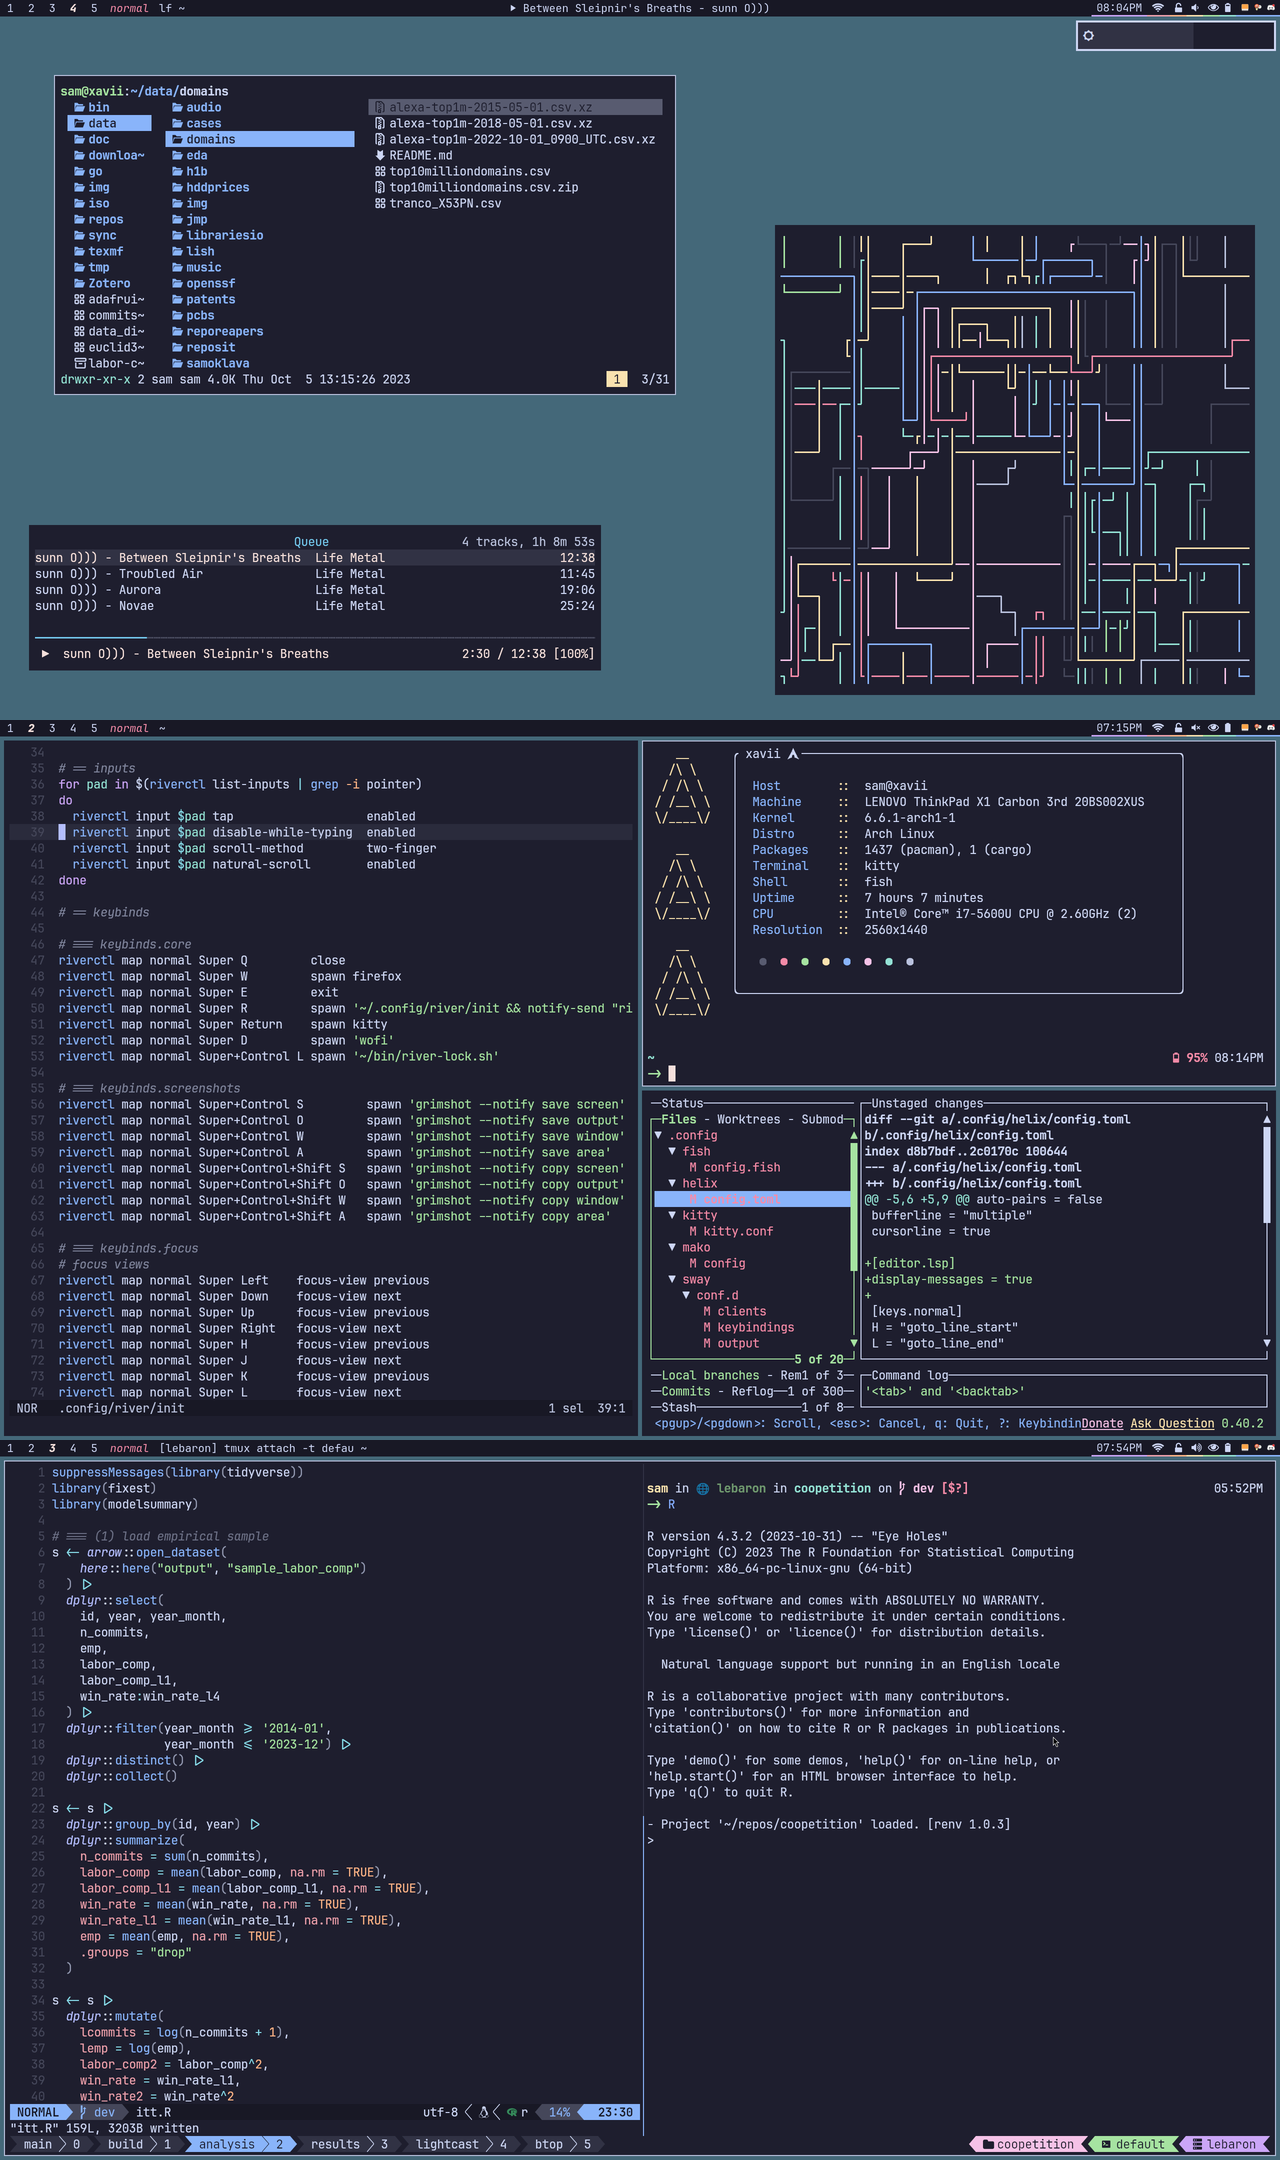 1 2 3 4 5 normal lf ~
▶ Between Sleipnir's Breaths - sunn O)))
08:04PM
sam@xavii:~/data/domains
bin
data
doc
downloa~
go
img
iso
repos
sync
texmf
tmp
Zotero
adafrui~
commits~
data_di~
euclid3~
labor-c~
audio
cases
domains
eda
h1b
hddprices
img
jmp
librariesio
lish
music
openssf
patents
pcbs
reporeapers
reposit
samoklava
alexa-top1m-2015-05-01.csv.xz
alexa-top1m-2018-05-01.csv.xz
alexa-top1m-2022-10-01_0900_UTC.csv.xz
README.md
top10milliondomains.csv
top10milliondomains.csv.zip
tranco_X53PN.csv
drwxr-xr-x 2 sam sam 4.0K Thu Oct  5 13:15:26 2023
1 3/31
Queue 4 tracks, 1h 8m 53s
sunn O))) - Between Sleipnir's Breaths Life Metal 12:38
sunn O))) - Troubled Air Life Metal 11:45
sunn O))) - Aurora Life Metal 19:06
sunn O))) - Novae Life Metal 25:24
▶ sunn O))) - Between Sleipnir's Breaths 2:30 / 12:38 [100%]
1 2 3 4 5 normal ~
07:15PM
34
35 # == inputs
36 for pad in $(riverctl list-inputs | grep -i pointer)
37 do
38 riverctl input $pad tap enabled
39 riverctl input $pad disable-while-typing enabled
40 riverctl input $pad scroll-method two-finger
41 riverctl input $pad natural-scroll enabled
42 done
43
44 # == keybinds
45
46 # === keybinds.core
47 riverctl map normal Super Q close
48 riverctl map normal Super W spawn firefox
49 riverctl map normal Super E exit
50 riverctl map normal Super R spawn '~/.config/river/init && notify-send "ri
51 riverctl map normal Super Return spawn kitty
52 riverctl map normal Super D spawn 'wofi'
53 riverctl map normal Super+Control L spawn '~/bin/river-lock.sh'
54
55 # === keybinds.screenshots
56 riverctl map normal Super+Control S spawn 'grimshot --notify save screen'
57 riverctl map normal Super+Control O spawn 'grimshot --notify save output'
58 riverctl map normal Super+Control W spawn 'grimshot --notify save window'
59 riverctl map normal Super+Control A spawn 'grimshot --notify save area'
60 riverctl map normal Super+Control+Shift S spawn 'grimshot --notify copy screen'
61 riverctl map normal Super+Control+Shift O spawn 'grimshot --notify copy output'
62 riverctl map normal Super+Control+Shift W spawn 'grimshot --notify copy window'
63 riverctl map normal Super+Control+Shift A spawn 'grimshot --notify copy area'
64
65 # === keybinds.focus
66 # focus views
67 riverctl map normal Super Left focus-view previous
68 riverctl map normal Super Down focus-view next
69 riverctl map normal Super Up focus-view previous
70 riverctl map normal Super Right focus-view next
71 riverctl map normal Super H focus-view previous
72 riverctl map normal Super J focus-view next
73 riverctl map normal Super K focus-view previous
74 riverctl map normal Super L focus-view next
NOR .config/river/init 1 sel 39:1
xavii
Host :: sam@xavii
Machine :: LENOVO ThinkPad X1 Carbon 3rd 20BS002XUS
Kernel :: 6.6.1-arch1-1
Distro :: Arch Linux
Packages :: 1437 (pacman), 1 (cargo)
Terminal :: kitty
Shell :: fish
Uptime :: 7 hours 7 minutes
CPU :: Intel® Core™ i7-5600U CPU @ 2.60GHz (2)
Resolution :: 2560x1440
~ 95% 08:14PM
→
Status
Files - Worktrees - Submod
▼ .config
▼ fish
M config.fish
▼ helix
M config.toml
▼ kitty
M kitty.conf
▼ mako
M config
▼ sway
▼ conf.d
M clients
M keybindings
M output
5 of 20
Local branches - Rem1 of 3
Commits - Reflog 1 of 300
Stash 1 of 8
Unstaged changes
diff --git a/.config/helix/config.toml
b/.config/helix/config.toml
index d8b7bdf..2c0170c 100644
--- a/.config/helix/config.toml
+++ b/.config/helix/config.toml
@@ -5,6 +5,9 @@ auto-pairs = false
bufferline = "multiple"
cursorline = true
+[editor.lsp]
+display-messages = true
+
[keys.normal]
H = "goto_line_start"
L = "goto_line_end"
Command log
'<tab>' and '<backtab>'
<pgup>/<pgdown>: Scroll, <esc>: Cancel, q: Quit, ?: KeybindinDonate Ask Question 0.40.2
1 2 3 4 5 normal [lebaron] tmux attach -t defau ~
07:54PM
1 suppressMessages(library(tidyverse))
2 library(fixest)
3 library(modelsummary)
4
5 # === (1) load empirical sample
6 s <- arrow::open_dataset(
7 here::here("output", "sample_labor_comp")
8 ) |>
9 dplyr::select(
10 id, year, year_month,
11 n_commits,
12 emp,
13 labor_comp,
14 labor_comp_l1,
15 win_rate:win_rate_l4
16 ) |>
17 dplyr::filter(year_month >= '2014-01',
18 year_month <= '2023-12') |>
19 dplyr::distinct() |>
20 dplyr::collect()
21
22 s <- s |>
23 dplyr::group_by(id, year) |>
24 dplyr::summarize(
25 n_commits = sum(n_commits),
26 labor_comp = mean(labor_comp, na.rm = TRUE),
27 labor_comp_l1 = mean(labor_comp_l1, na.rm = TRUE),
28 win_rate = mean(win_rate, na.rm = TRUE),
29 win_rate_l1 = mean(win_rate_l1, na.rm = TRUE),
30 emp = mean(emp, na.rm = TRUE),
31 .groups = "drop"
32 )
33
34 s <- s |>
35 dplyr::mutate(
36 lcommits = log(n_commits + 1),
37 lemp = log(emp),
38 labor_comp2 = labor_comp^2,
39 win_rate = win_rate_l1,
40 win_rate2 = win_rate^2
NORMAL dev itt.R utf-8 r 14% 23:30
"itt.R" 159L, 3203B written
sam in 🌐 lebaron in coopetition on dev [$?] 05:52PM
→ R
R version 4.3.2 (2023-10-31) -- "Eye Holes"
Copyright (C) 2023 The R Foundation for Statistical Computing
Platform: x86_64-pc-linux-gnu (64-bit)
R is free software and comes with ABSOLUTELY NO WARRANTY.
You are welcome to redistribute it under certain conditions.
Type 'license()' or 'licence()' for distribution details.
Natural language support but running in an English locale
R is a collaborative project with many contributors.
Type 'contributors()' for more information and
'citation()' on how to cite R or R packages in publications.
Type 'demo()' for some demos, 'help()' for on-line help, or
'help.start()' for an HTML browser interface to help.
Type 'q()' to quit R.
- Project '~/repos/coopetition' loaded. [renv 1.0.3]
>
main 0 build 1 analysis 2 results 3 lightcast 4 btop 5 coopetition default lebaron